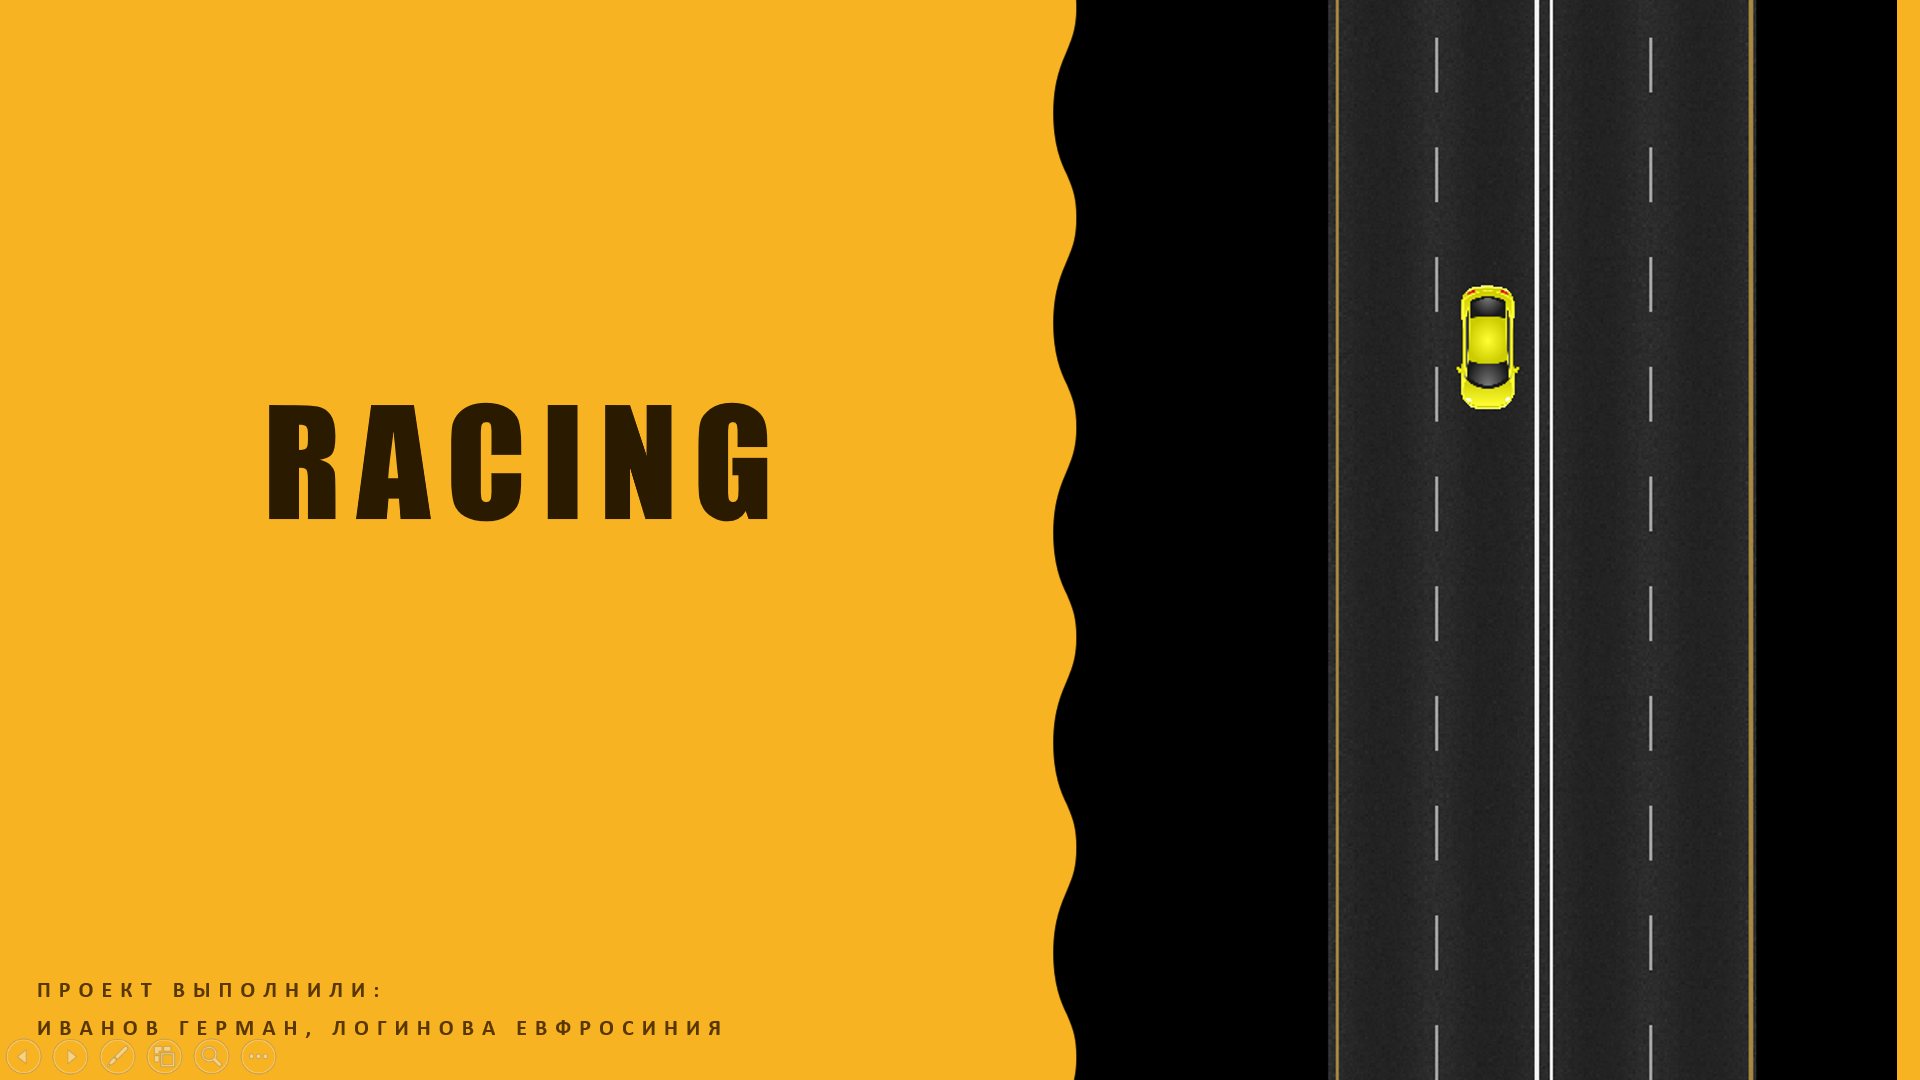 RACING
ПРОЕКТ ВЫПОЛНИЛИ:
ИВАНОВ ГЕРМАН, ЛОГИНОВА ЕВФРОСИНИЯ